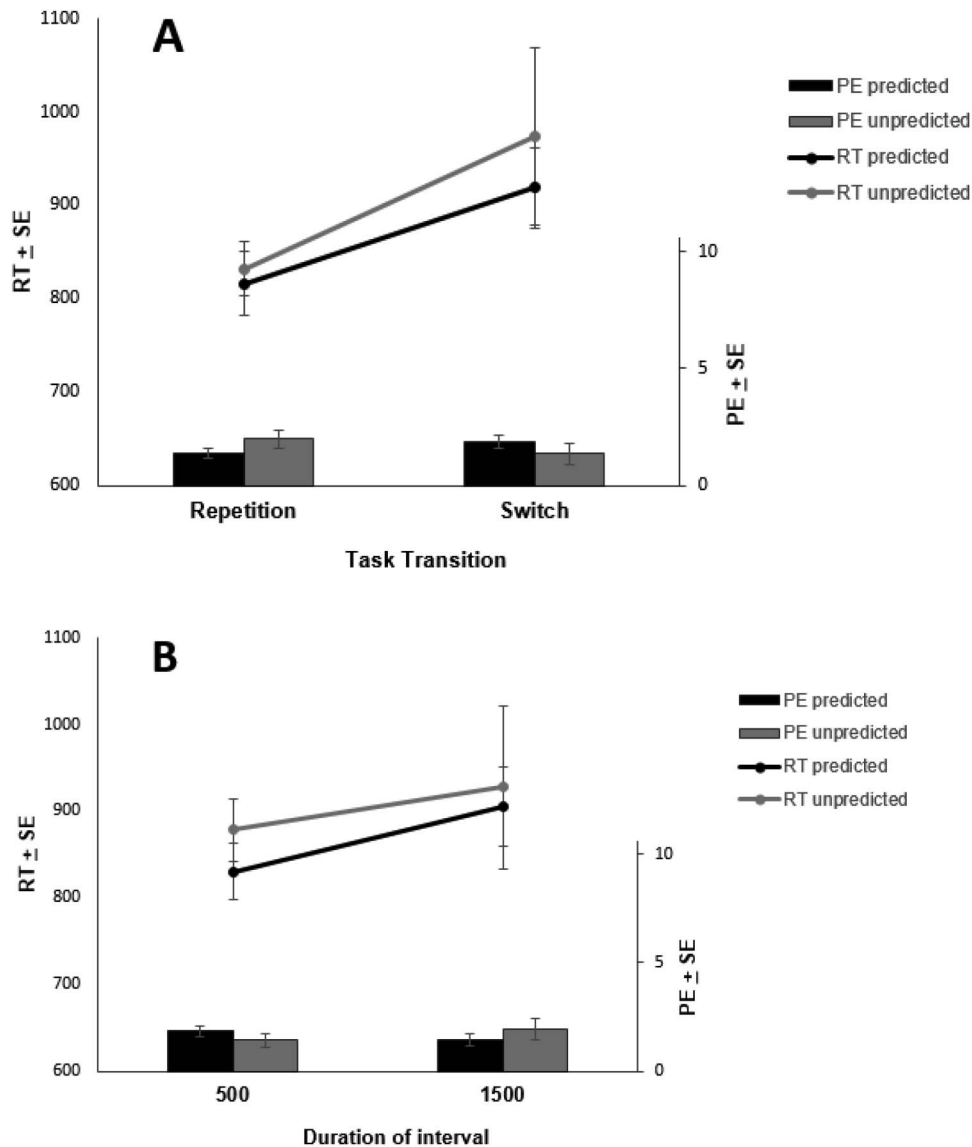 A
1100
1000
900
800
700
600
RT ± SE
10
5
0
PE ± SE
Repetition
Switch
Task Transition
PE predicted
PE unpredicted
RT predicted
RT unpredicted
B
1100
1000
900
800
700
600
RT ± SE
10
5
0
PE ± SE
500
1500
Duration of interval
PE predicted
PE unpredicted
RT predicted
RT unpredicted